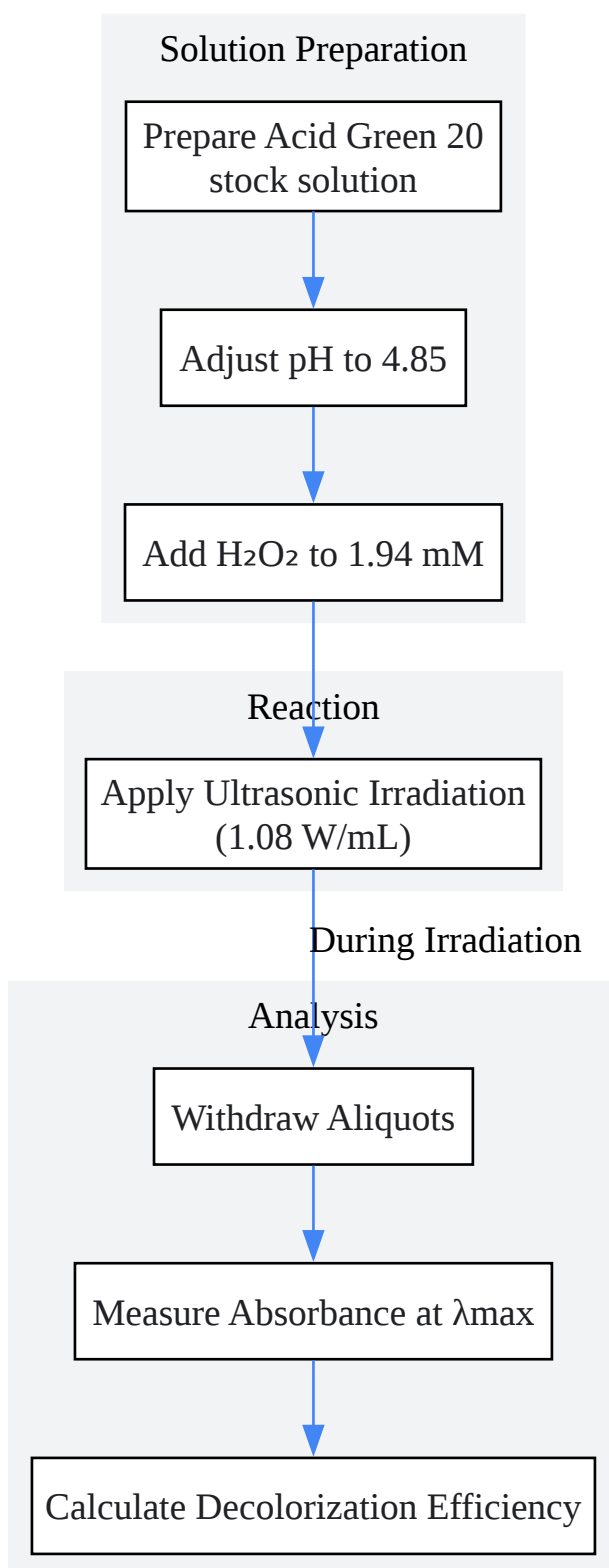 Solution Preparation
Prepare Acid Green 20
stock solution
Adjust pH to 4.85
Add H₂O₂ to 1.94 mM
Reaction
Apply Ultrasonic Irradiation
(1.08 W/mL)
During Irradiation
Analysis
Withdraw Aliquots
Measure Absorbance at λmax
Calculate Decolorization Efficiency